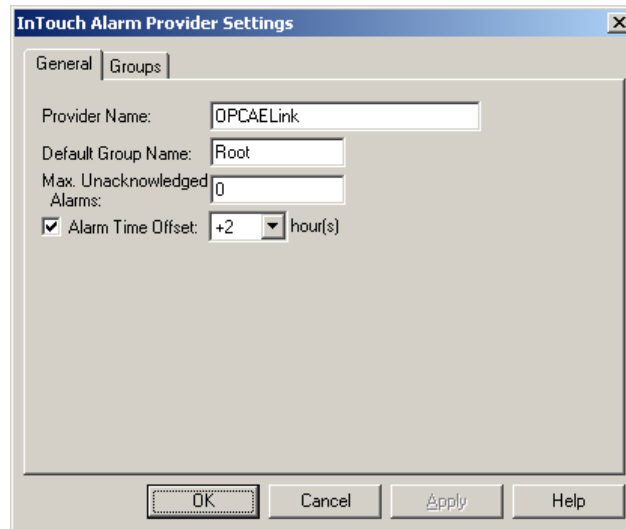 InTouch Alarm Provider Settings
General Groups
Provider Name: OPCAELink
Default Group Name: Root
Max. Unacknowledged
Alarms: 0
Alarm Time Offset: +2 hour(s)
OK Cancel Apply Help